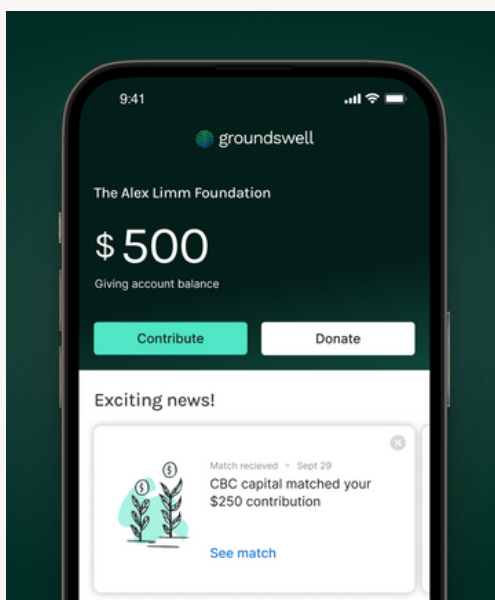 9:41
groundswell
The Alex Limm Foundation
$500
Giving account balance
Contribute
Donate
Exciting news!
Match recieved • Sept 29
CBC capital matched your
$250 contribution
See match